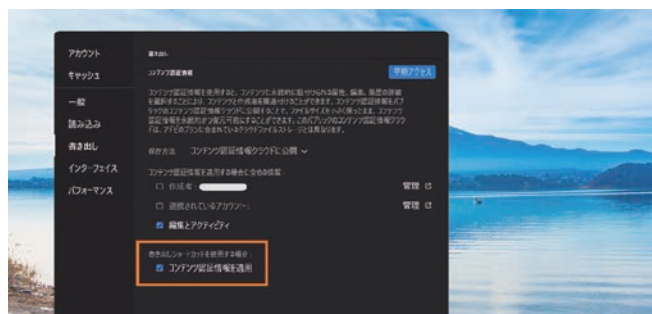 アカウント
キャッシュ
一般
読み込み
書き出し
インターフェイス
パフォーマンス
書き出し
コンテンツ認証情報
早期アクセス
コンテンツ認証情報を使用すると、コンテンツに永続的に紐付けられる属性、編集、履歴の詳細
を選択することにより、コンテンツと作成者を関連付けることができます。コンテンツ認証情報をパブ
リックのコンテンツ認証情報クラウドに公開することで、ファイルサイズを小さく保ったまま、コンテンツ
認証情報を永続的かつ復元可能にすることができます。このパブリックのコンテンツ認証情報クラウ
ドは、アドビのプランに含まれているクラウドファイルストレージとは異なります。
保存方法 コンテンツ認証情報クラウドに公開
コンテンツ認証情報を適用する場合に含める情報:
作成者:
管理
連携されているアカウント:
管理
編集とアクティビティ
書き出しショートカットを使用する場合:
コンテンツ認証情報を適用